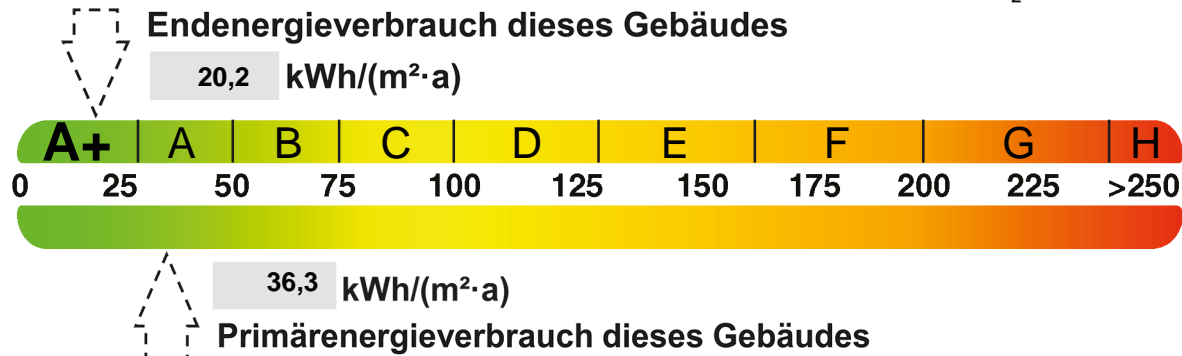 2
Endenergieverbrauch dieses Gebäudes
20,2 kWh/(m²·a)
A+ A B C D E F G H
0 25 50 75 100 125 150 175 200 225 >250
36,3 kWh/(m²·a)
Primärenergieverbrauch dieses Gebäudes